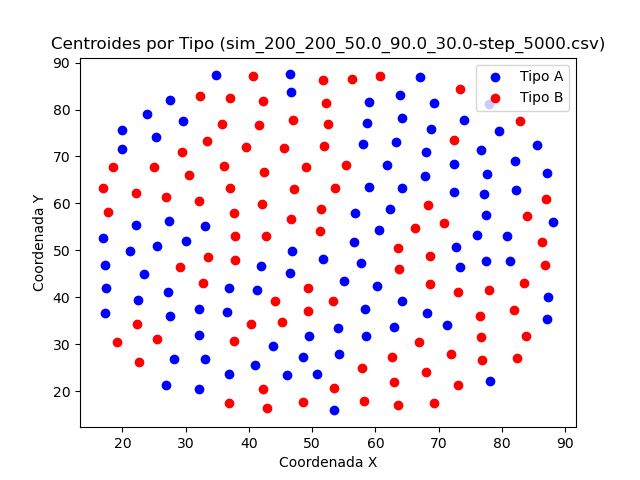 Centroides por Tipo (sim_200_200_50.0_90.0_30.0-step_5000.csv)
Tipo A
Tipo B
90
80
70
60
50
40
30
20
Coordenada Y
20 30 40 50 60 70 80 90
Coordenada X